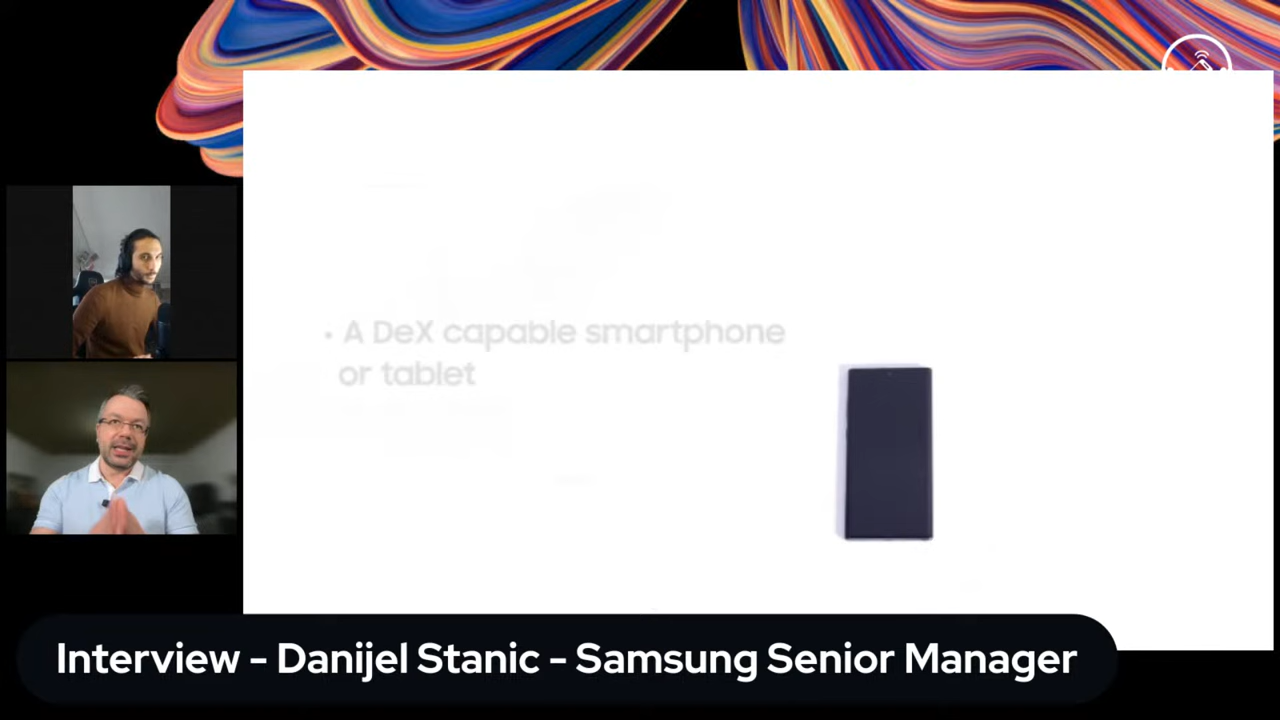 • A DeX capable smartphone
or tablet
Interview - Danijel Stanic - Samsung Senior Manager